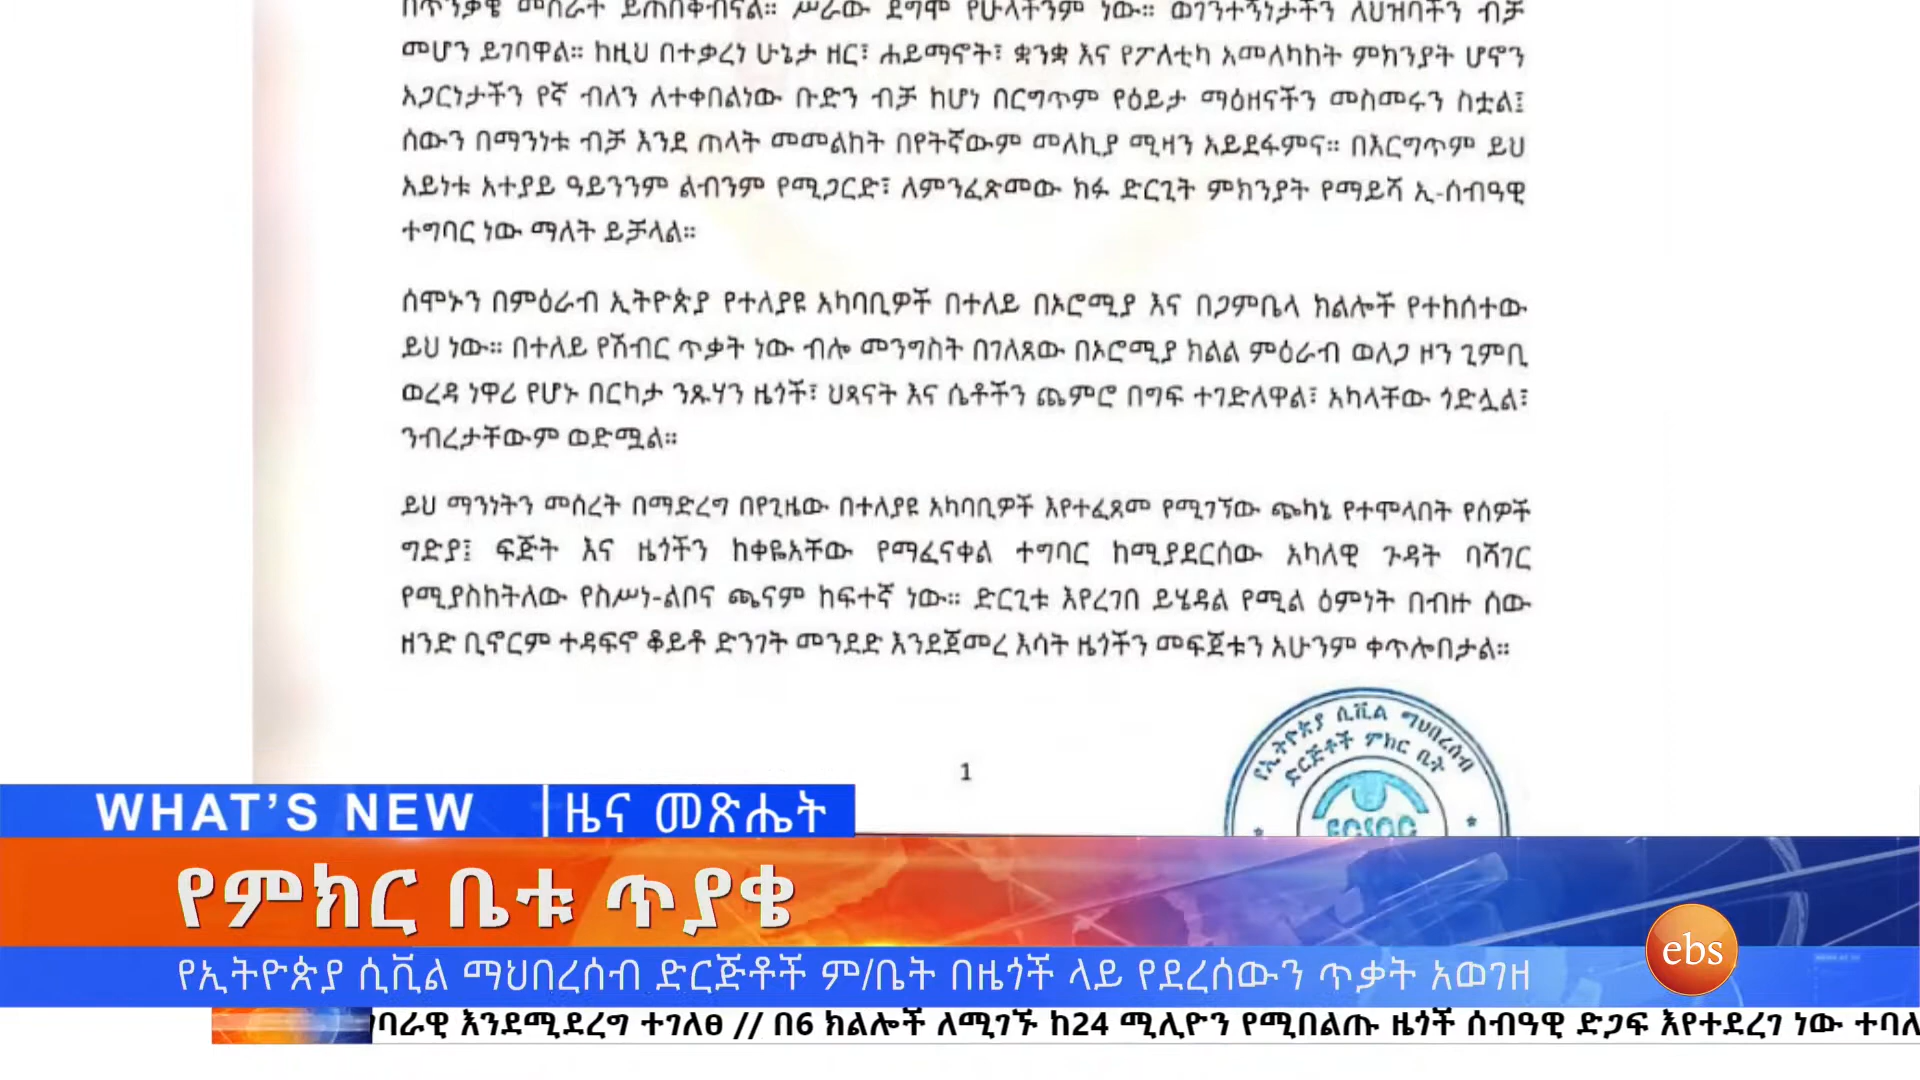 በጥንቃቄ መስራት ይጠበቅብናል። ሥራው ደግሞ የሁላችንም ነው። ወገንተኝነታችን ለህዝባችን ብቻ
መሆን ይገባዋል። ከዚህ በተቃረነ ሁኔታ ዘር፣ ሐይማኖት፣ ቋንቋ እና የፖለቲካ አመለካከት ምክንያት ሆኖን
አጋርነታችን የኛ ብለን ለተቀበልነው ቡድን ብቻ ከሆነ በርግጥም የዕይታ ማዕዘናችን መስመሩን ስቷል፤
ሰውን በማንነቱ ብቻ እንደ ጠላት መመልከት በየትኛውም መለኪያ ሚዛን አይደፋምና። በእርግጥም ይህ
አይነቱ አተያይ ዓይንንም ልብንም የሚጋርድ፣ ለምንፈጽመው ክፉ ድርጊት ምክንያት የማይሻ ኢ-ሰብዓዊ
ተግባር ነው ማለት ይቻላል።
ሰሞኑን በምዕራብ ኢትዮጵያ የተለያዩ አካባቢዎች በተለይ በኦሮሚያ እና በጋምቤላ ክልሎች የተከሰተው
ይህ ነው። በተለይ የሽብር ጥቃት ነው ብሎ መንግስት በገለጸው በኦሮሚያ ክልል ምዕራብ ወለጋ ዞን ጊምቢ
ወረዳ ነዋሪ የሆኑ በርካታ ንጹሃን ዜጎች፣ ህጻናት እና ሴቶችን ጨምሮ በግፍ ተገድለዋል፣ አካላቸው ጎድሏል፣
ንብረታቸውም ወድሟል።
ይህ ማንነትን መሰረት በማድረግ በየጊዜው በተለያዩ አካባቢዎች እየተፈጸመ የሚገኘው ጭካኔ የተሞላበት የሰዎች
ግድያ፤ ፍጅት እና ዜጎችን ከቀዬአቸው የማፈናቀል ተግባር ከሚያደርሰው አካለዊ ጉዳት ባሻገር
የሚያስከትለው የስሥነ-ልቦና ጫናም ከፍተኛ ነው። ድርጊቱ እየረገበ ይሄዳል የሚል ዕምነት በብዙ ሰው
ዘንድ ቢኖርም ተዳፍኖ ቆይቶ ድንገት መንደድ እንደጀመረ እሳት ዜጎችን መፍጀቱን አሁንም ቀጥሎበታል።
የኢትዮጵያ ሲቪል ማህበረሰብ
ድርጅቶች ምክር ቤት
1
WHAT'S NEW |ዜና መጽሔት
የምክር ቤቱ ጥያቄ
ebs
የኢትዮጵያ ሲቪል ማህበረሰብ ድርጅቶች ም/ቤት በዜጎች ላይ የደረሰውን ጥቃት አወገዘ
ባራዊ እንደሚደረግ ተገለፀ // በ6 ክልሎች ለሚገኙ ከ24 ሚሊዮን የሚበልጡ ዜጎች ሰብዓዊ ድጋፍ እየተደረገ ነው ተባለ